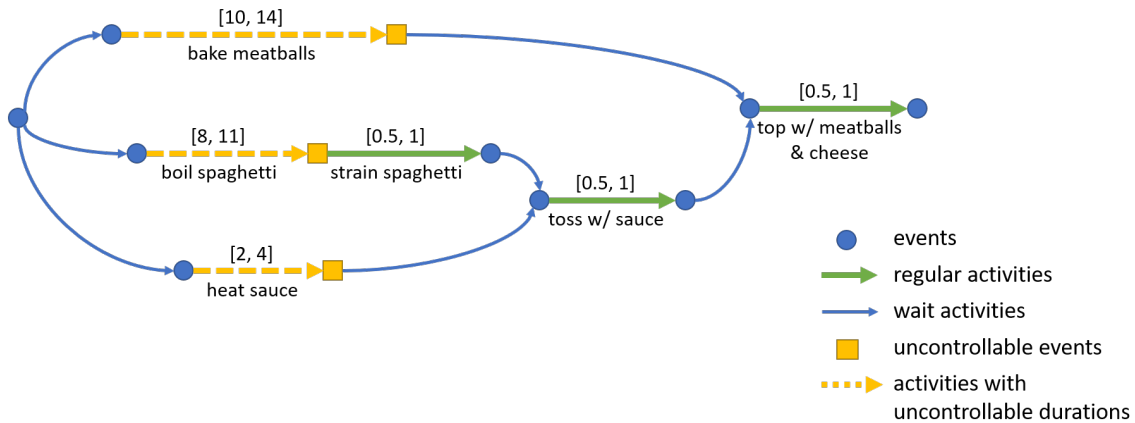 [10, 14]
bake meatballs
[0.5, 1]
top w/ meatballs
& cheese
[8, 11]
boil spaghetti
[0.5, 1]
strain spaghetti
[0.5, 1]
toss w/ sauce
[2, 4]
heat sauce
events
regular activities
wait activities
uncontrollable events
activities with
uncontrollable durations